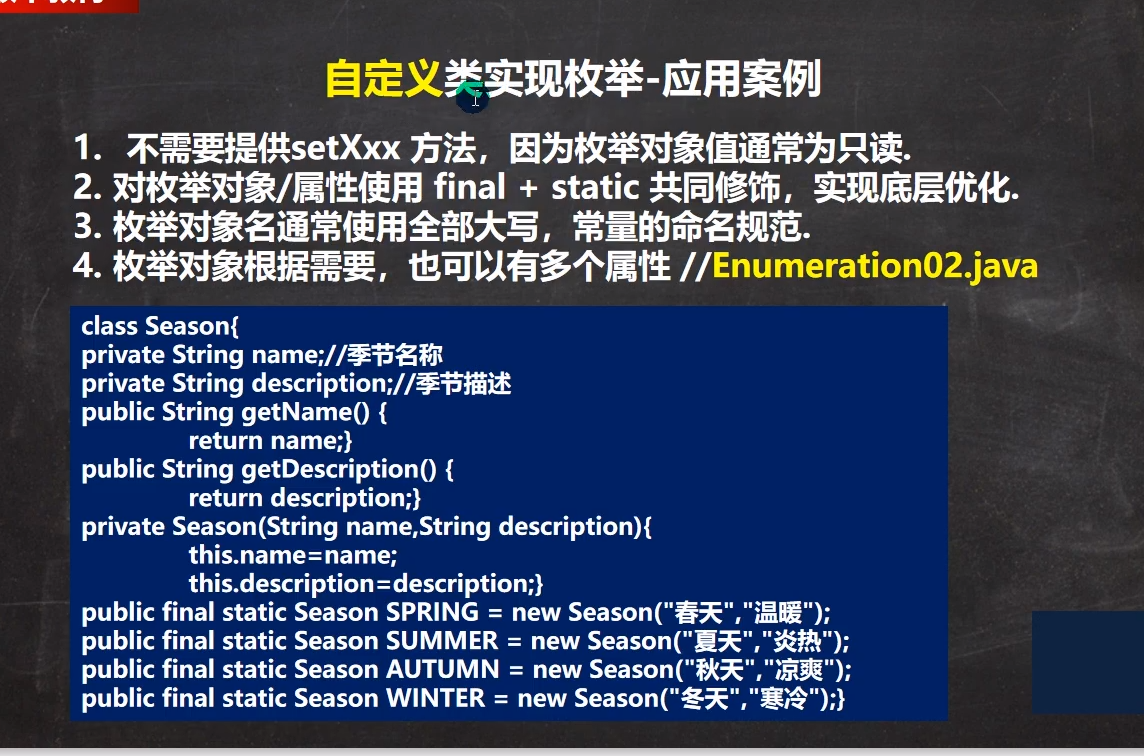 自定义类实现枚举-应用案例
1. 不需要提供setXxx 方法，因为枚举对象值通常为只读.
2. 对枚举对象/属性使用 final + static 共同修饰，实现底层优化.
3. 枚举对象名通常使用全部大写，常量的命名规范.
4. 枚举对象根据需要，也可以有多个属性 //Enumeration02.java
class Season{
private String name;//季节名称
private String description;//季节描述
public String getName() {
return name;}
public String getDescription() {
return description;}
private Season(String name,String description){
this.name=name;
this.description=description;}
public final static Season SPRING = new Season("春天","温暖");
public final static Season SUMMER = new Season("夏天","炎热");
public final static Season AUTUMN = new Season("秋天","凉爽");
public final static Season WINTER = new Season("冬天","寒冷");}